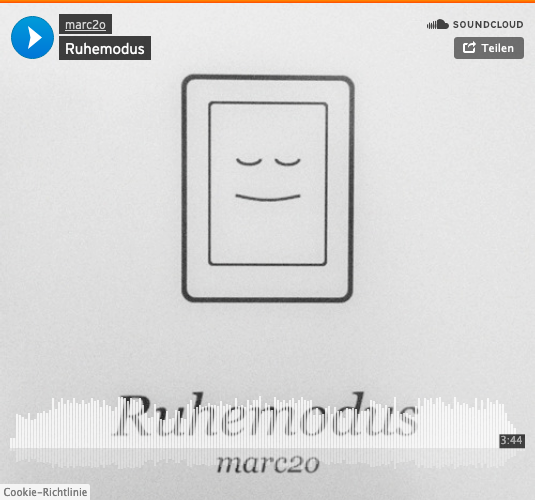 marc2o
SOUNDCLOUD
Ruhemodus
Teilen
Ruhemodus
3:44
marc2o
Cookie-Richtlinie